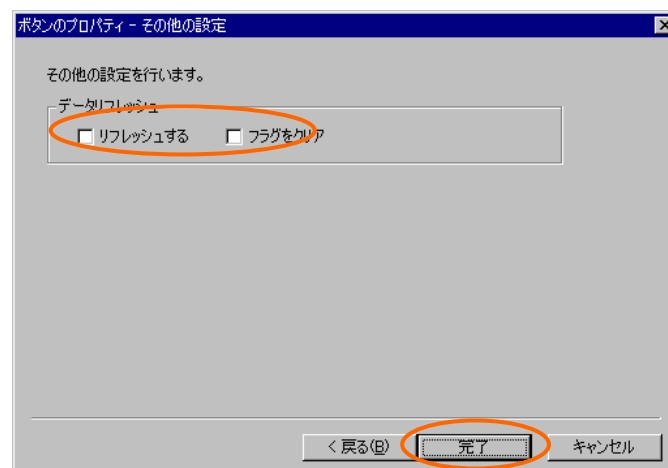 ボタンのプロパティ - その他の設定
その他の設定を行います。
データリフレッシュ
リフレッシュする フラグをクリア
< 戻る(B) 完了 キャンセル